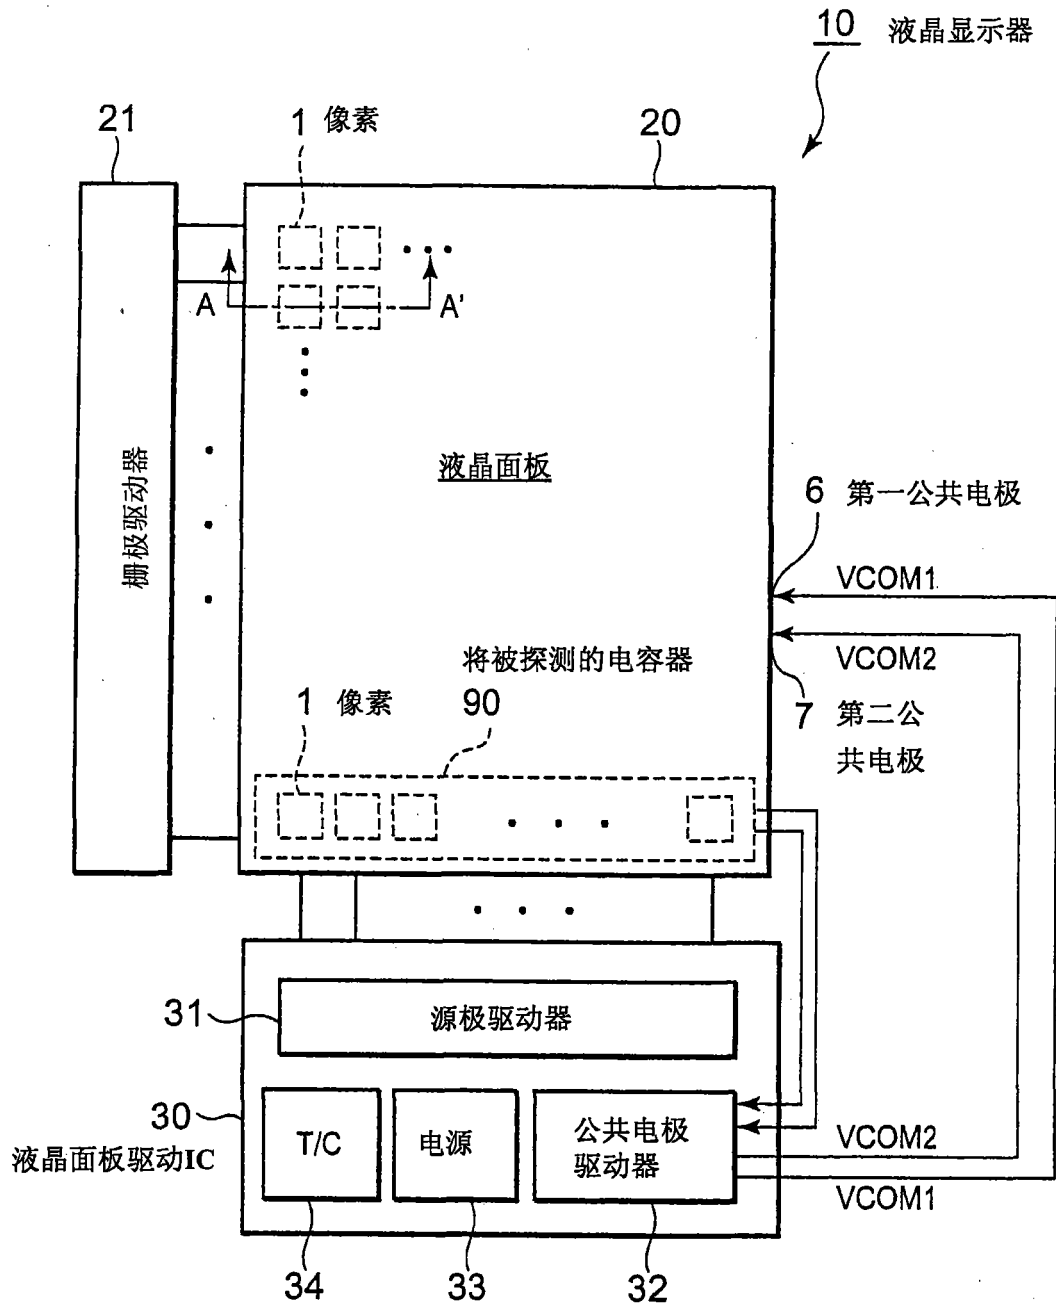 10 液晶显示器
21
1 像素
20
A
A'
液晶面板
栅极驱动器
6 第一公共电极
VCOM1
VCOM2
将被探测的电容器
1 像素
90
7 第二公
共电极
31
源极驱动器
30
液晶面板驱动IC
T/C
电源
公共电极
驱动器
VCOM2
VCOM1
34
33
32